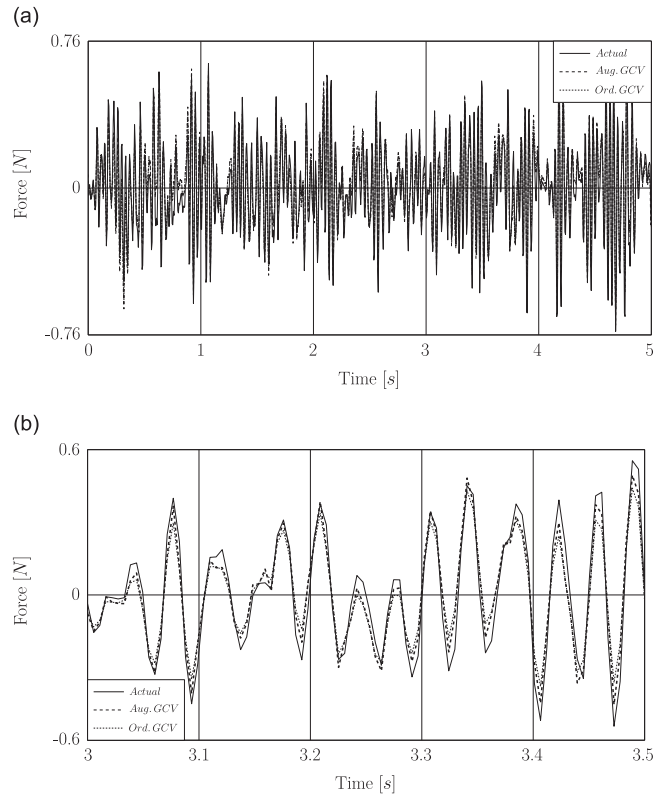 (a)
0.76
Actual
Aug.GCV
Ord.GCV
Force [N]
0
-0.76
0 1 2 3 4 5
Time [s]
(b)
0.6
Force [N]
0
Actual
Aug.GCV
Ord.GCV
-0.6
3 3.1 3.2 3.3 3.4 3.5
Time [s]